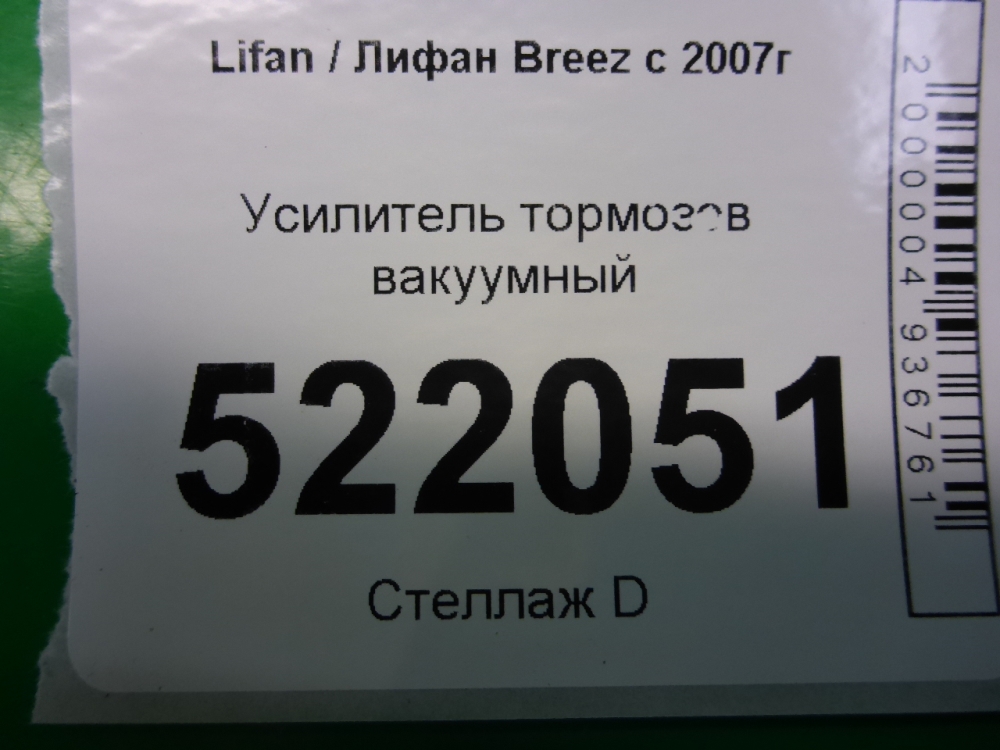 Lifan / Лифан Breez с 2007г
Усилитель тормозов
вакуумный
522051
Стеллаж D
2000004936761